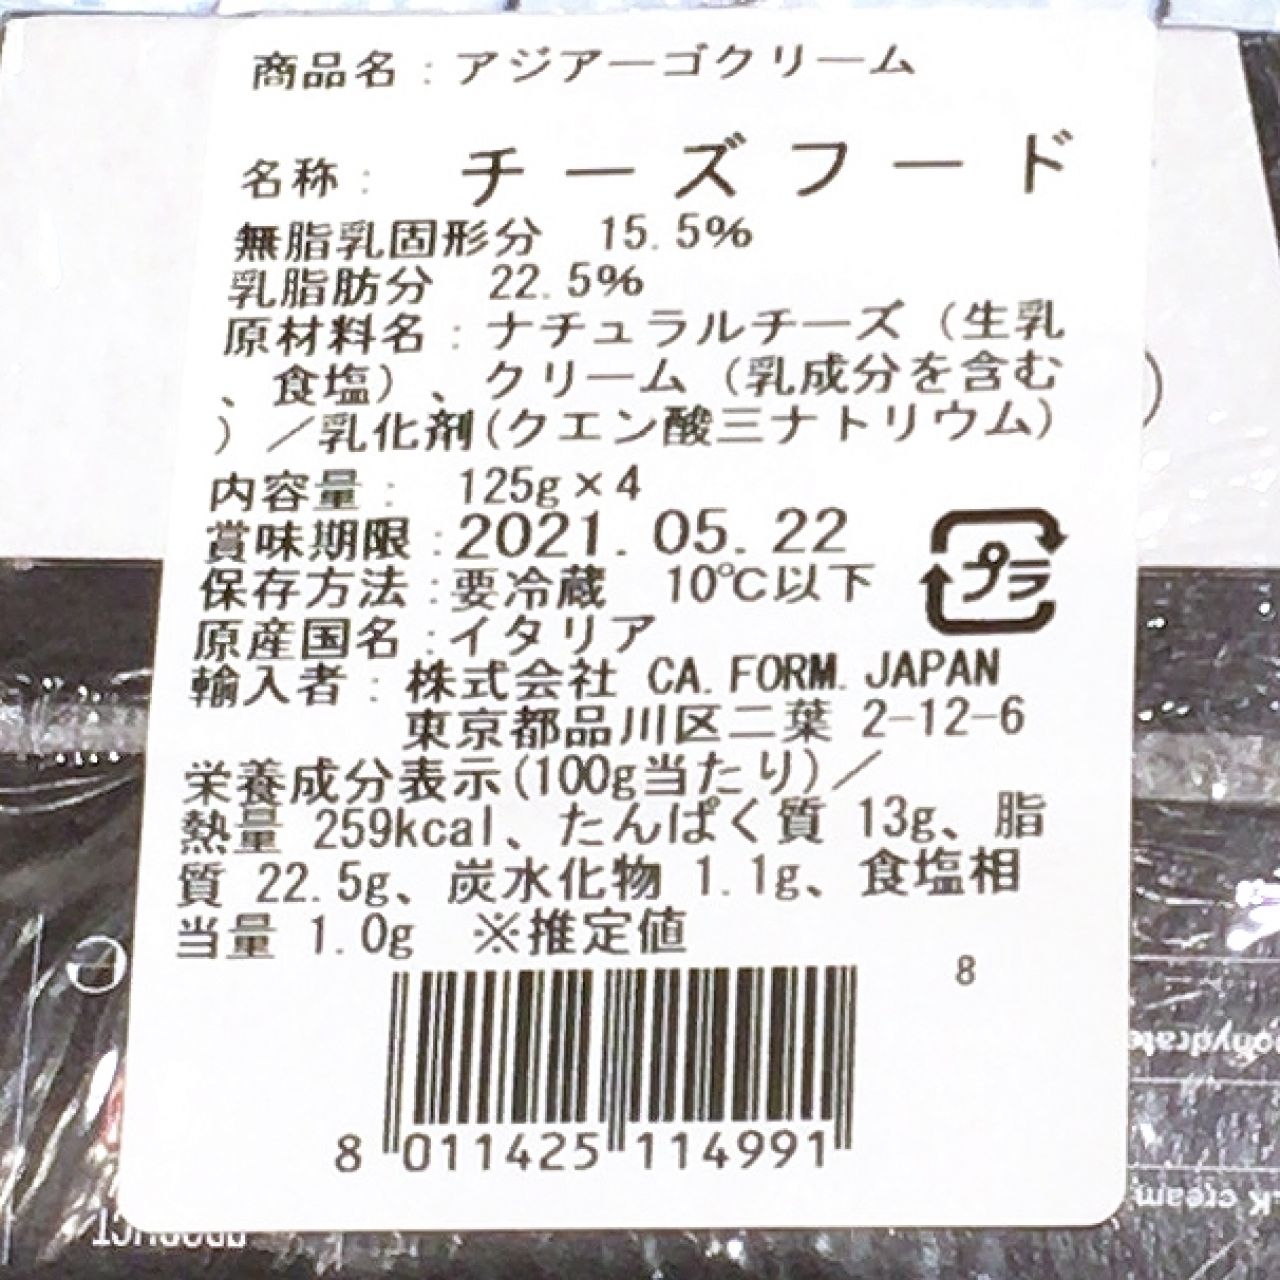 商品名：アジアーゴクリーム
名称： チーズフード
無脂乳固形分 15.5%
乳脂肪分 22.5%
原材料名：ナチュラルチーズ（生乳
、食塩）、クリーム（乳成分を含む
）／乳化剤(クエン酸三ナトリウム)
内容量： 125g×4
賞味期限：2021.05.22
保存方法：要冷蔵 10℃以下
プラ
原産国名：イタリア
輸入者：株式会社 CA.FORM.JAPAN
東京都品川区二葉 2-12-6
栄養成分表示(100g当たり)／
熱量 259kcal、たんぱく質 13g、脂
質 22.5g、炭水化物 1.1g、食塩相
当量 1.0g ※推定値
8
8 011425 114991
PRODUCT
cream